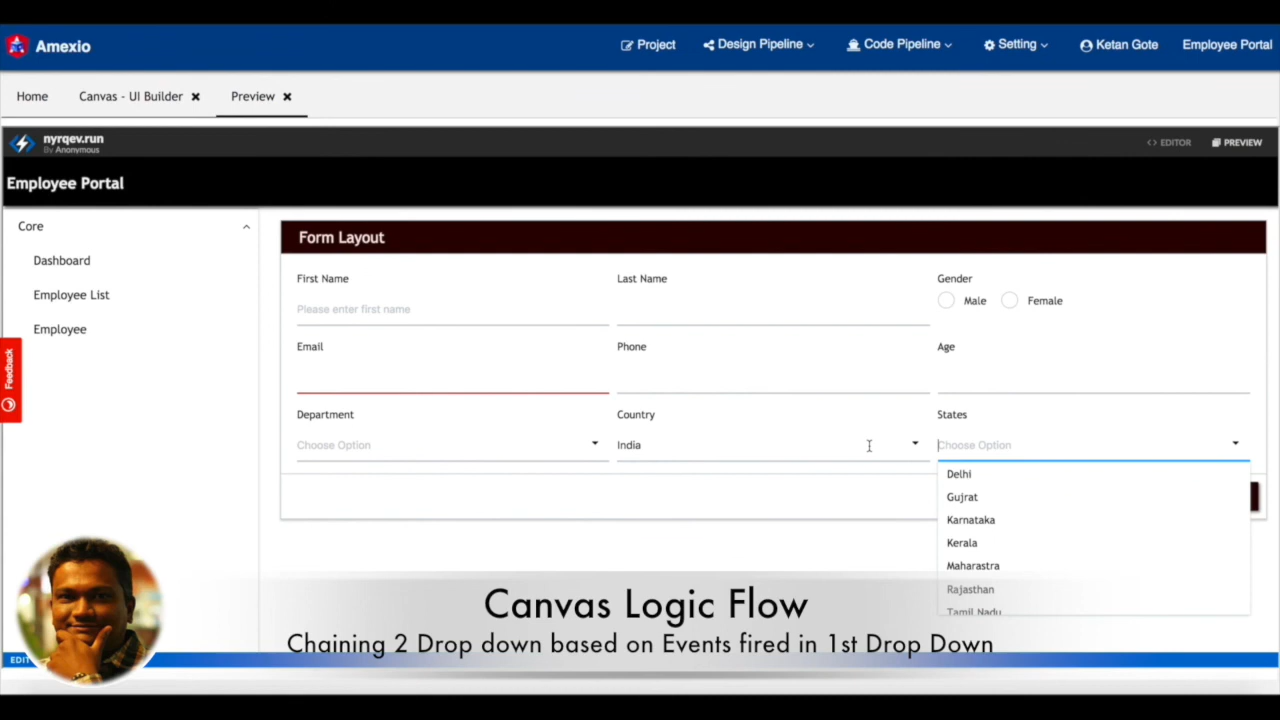 Amexio
Project
Design Pipeline
Code Pipeline
Setting
Ketan Gote
Employee Portal
Home
Canvas - UI Builder
Preview
nyrqev.run
By Anonymous
EDITOR
PREVIEW
Employee Portal
Core
Dashboard
Employee List
Employee
Feedback
Form Layout
First Name
Last Name
Gender
Please enter first name
Male
Female
Email
Phone
Age
Department
Country
States
Choose Option
India
Choose Option
Delhi
Gujrat
Karnataka
Kerala
Maharastra
Rajasthan
Tamil Nadu
Canvas Logic Flow
Chaining 2 Drop down based on Events fired in 1st Drop Down
EDIT